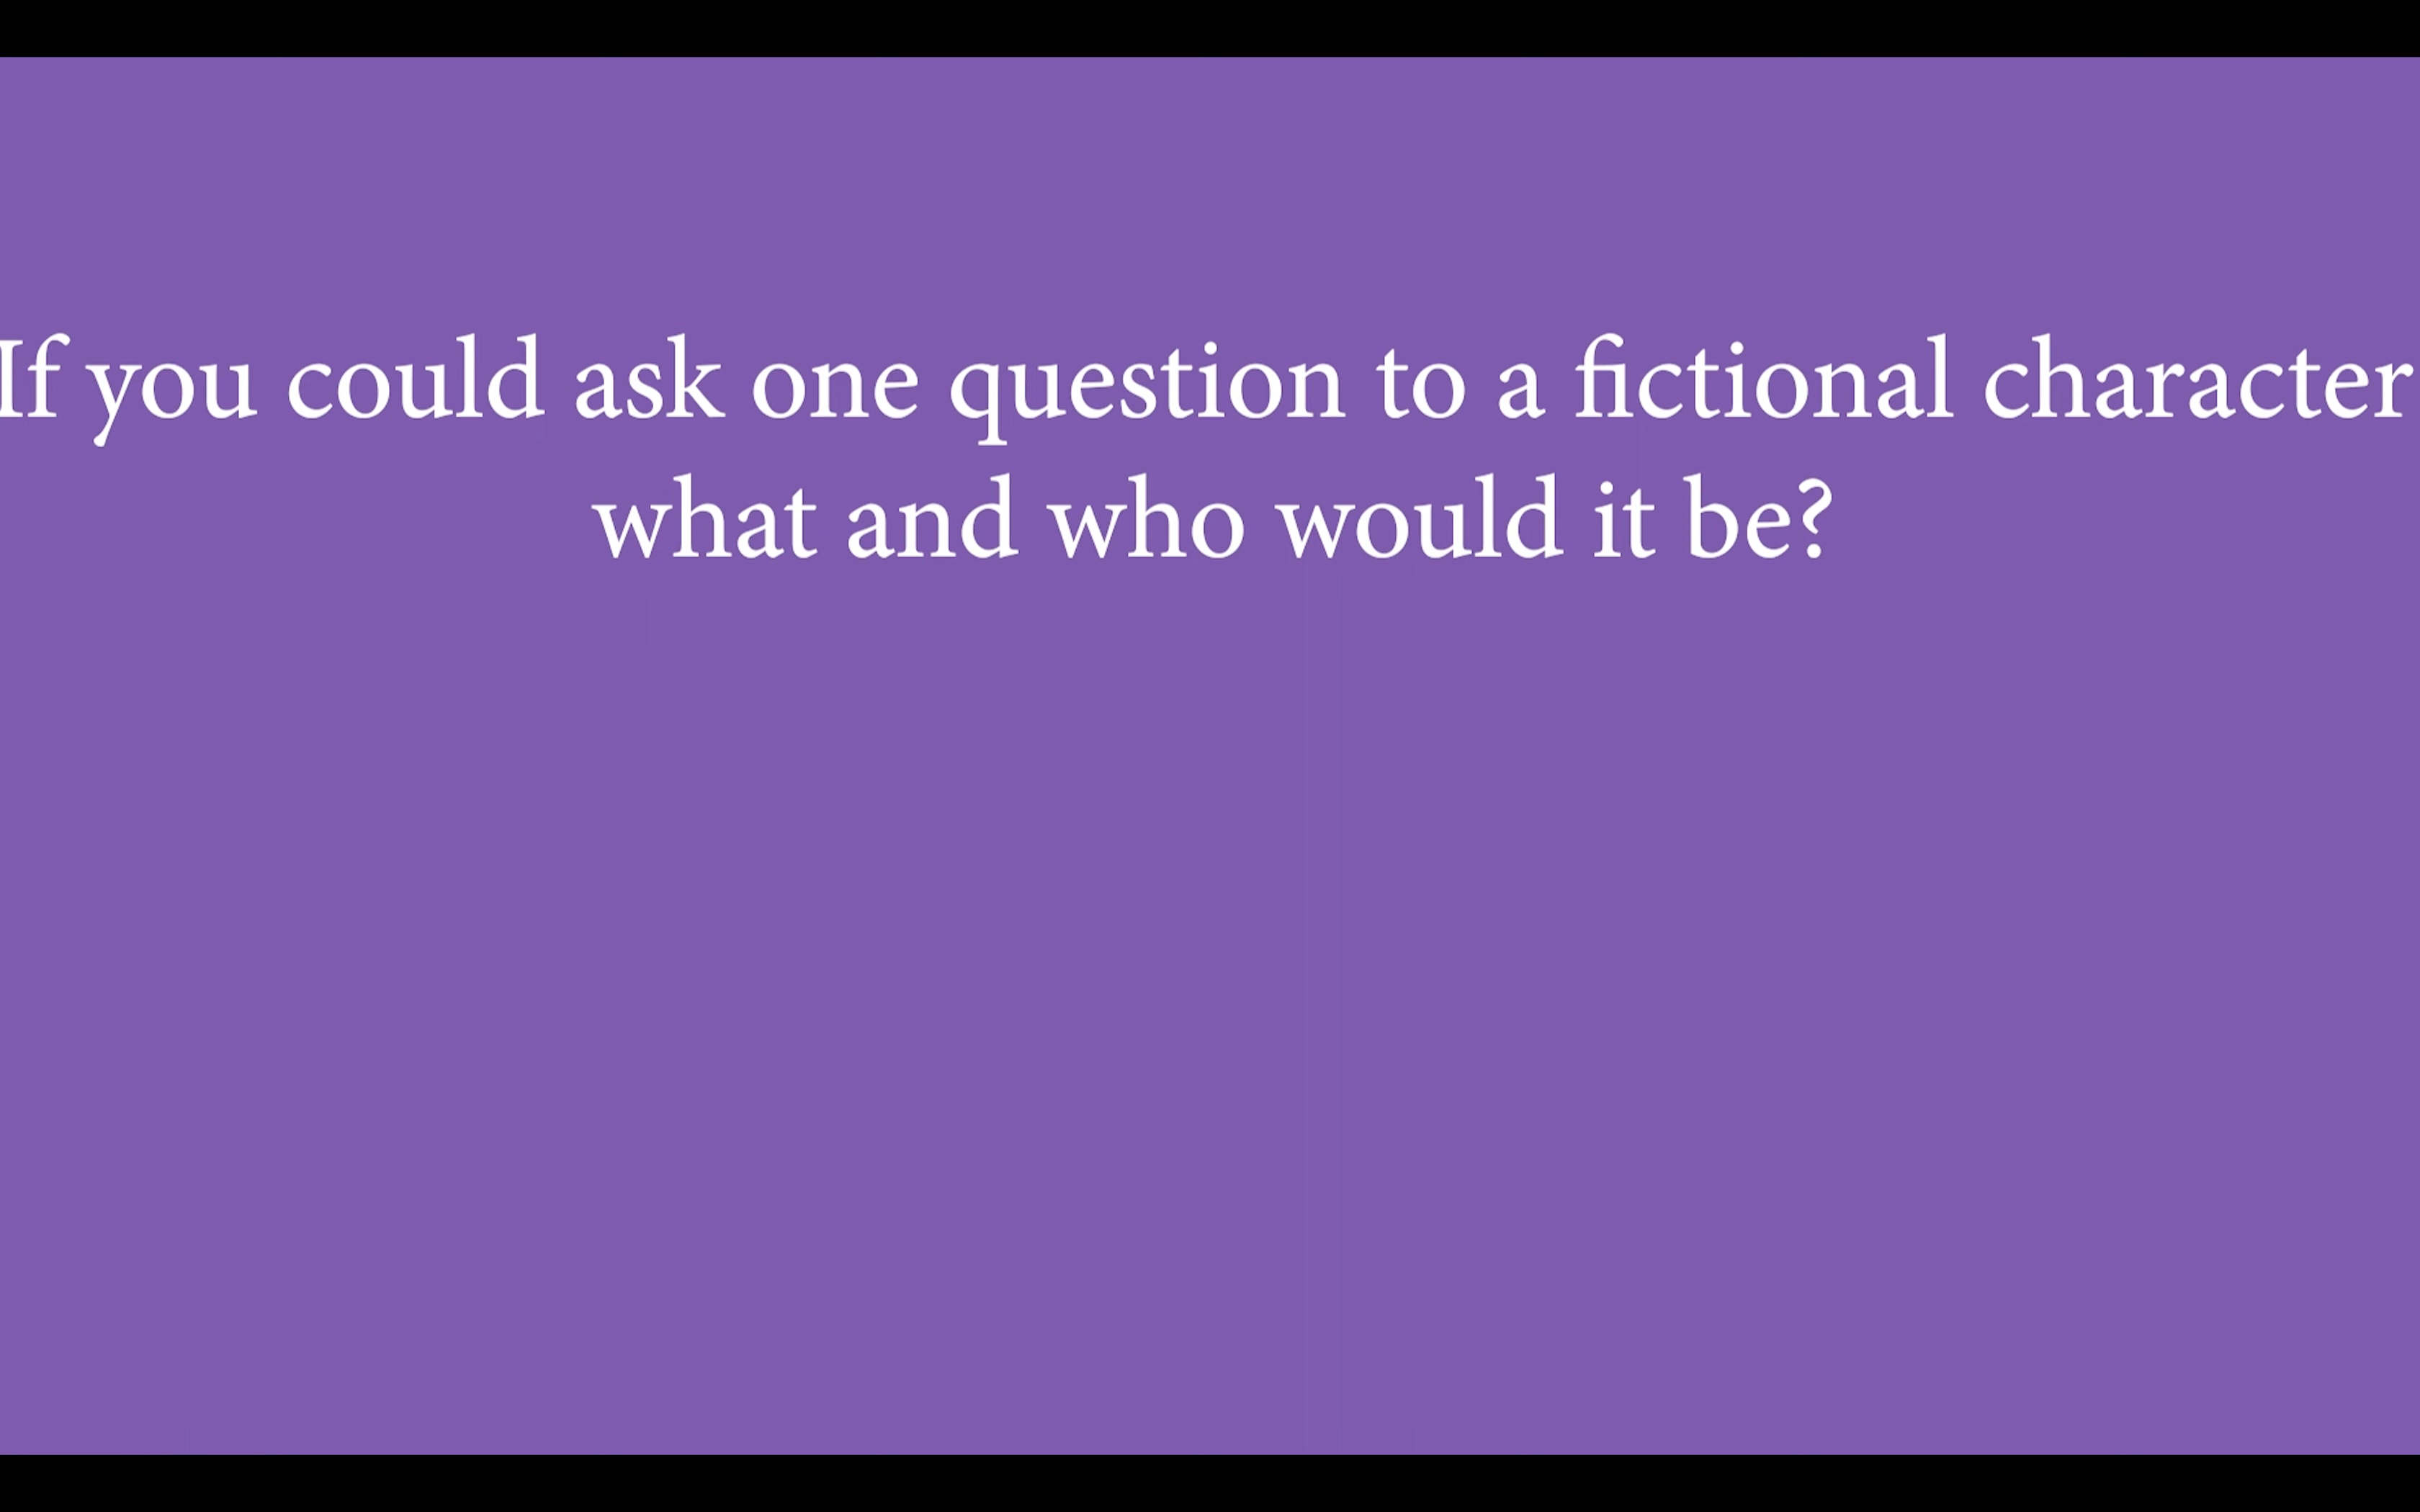 If you could ask one question to a fictional character
what and who would it be?